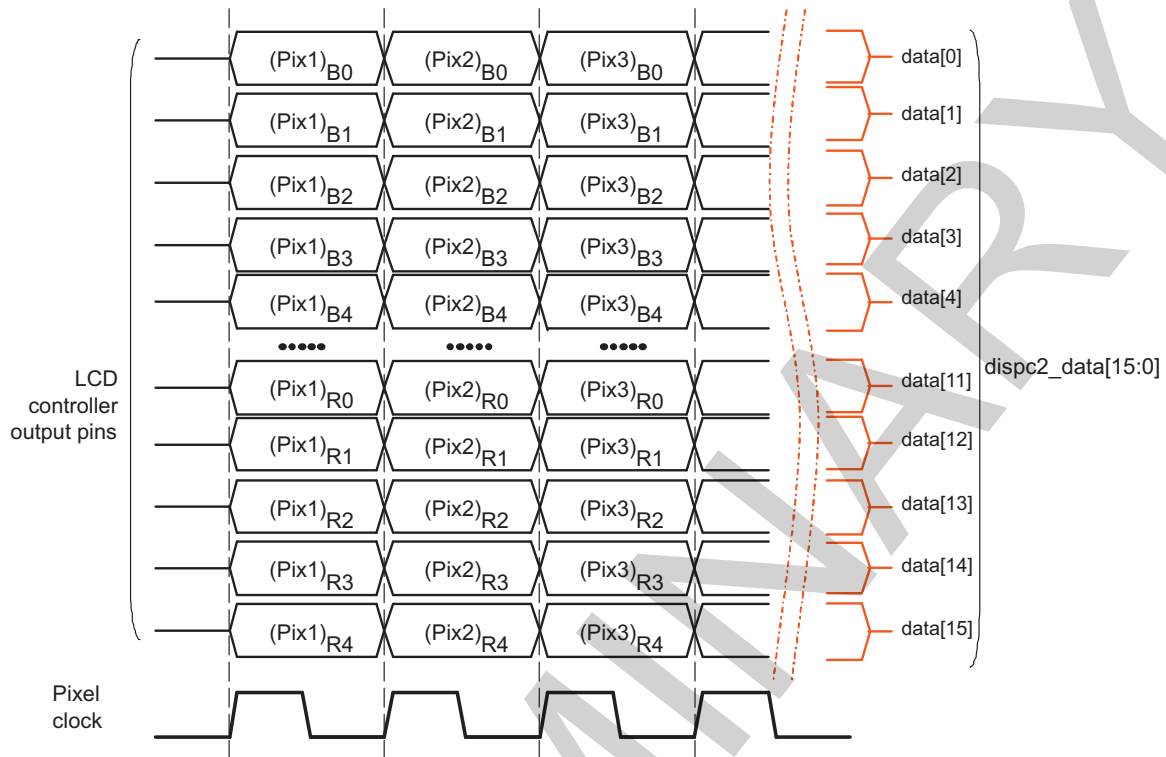 (Pix1)B0 (Pix2)B0 (Pix3)B0 data[0]
(Pix1)B1 (Pix2)B1 (Pix3)B1 data[1]
(Pix1)B2 (Pix2)B2 (Pix3)B2 data[2]
(Pix1)B3 (Pix2)B3 (Pix3)B3 data[3]
(Pix1)B4 (Pix2)B4 (Pix3)B4 data[4]
LCD
controller
output pins
dispc2_data[15:0]
(Pix1)R0 (Pix2)R0 (Pix3)R0 data[11]
(Pix1)R1 (Pix2)R1 (Pix3)R1 data[12]
(Pix1)R2 (Pix2)R2 (Pix3)R2 data[13]
(Pix1)R3 (Pix2)R3 (Pix3)R3 data[14]
(Pix1)R4 (Pix2)R4 (Pix3)R4 data[15]
Pixel
clock